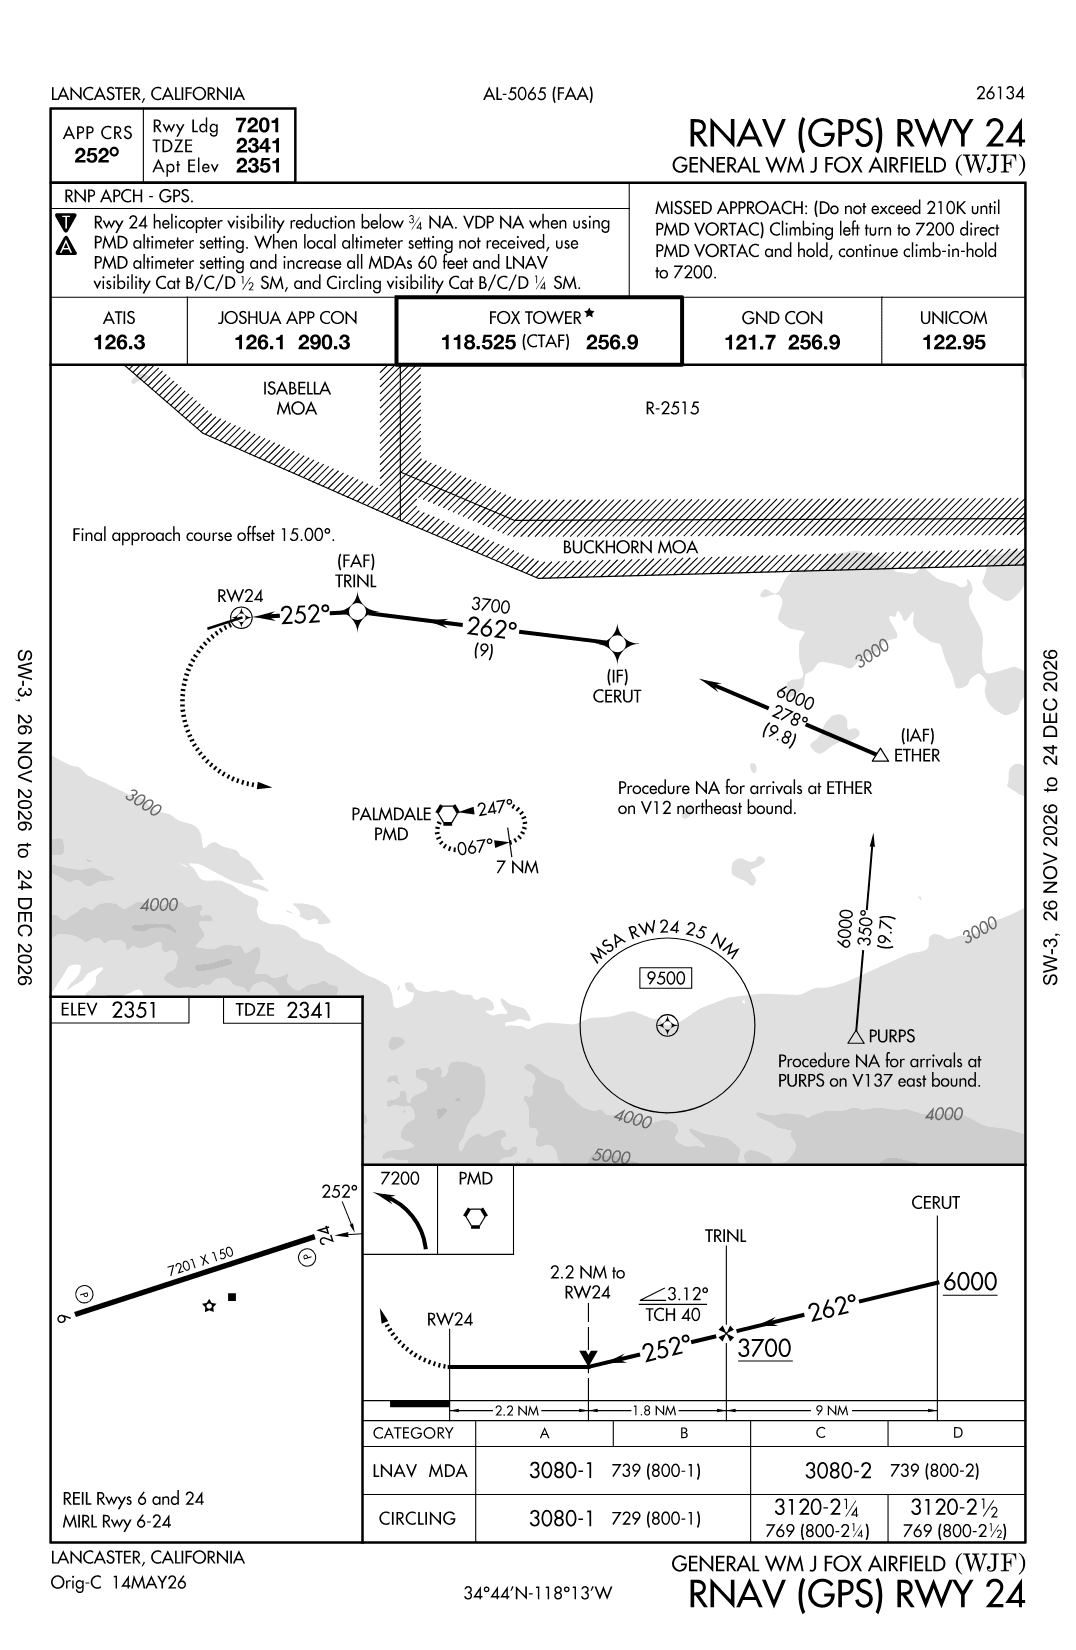 LANCASTER, CALIFORNIA
AL-5065 (FAA)
26134
APP CRS
252°
Rwy Ldg 7201
TDZE 2341
Apt Elev 2351
RNAV (GPS) RWY 24
GENERAL WM J FOX AIRFIELD (WJF)
RNP APCH - GPS.
T
A
Rwy 24 helicopter visibility reduction below ¾ NA. VDP NA when using
PMD altimeter setting. When local altimeter setting not received, use
PMD altimeter setting and increase all MDAs 60 feet and LNAV
visibility Cat B/C/D ½ SM, and Circling visibility Cat B/C/D ¼ SM.
MISSED APPROACH: (Do not exceed 210K until
PMD VORTAC) Climbing left turn to 7200 direct
PMD VORTAC and hold, continue climb-in-hold
to 7200.
ATIS
126.3
JOSHUA APP CON
126.1 290.3
FOX TOWER★
118.525 (CTAF) 256.9
GND CON
121.7 256.9
UNICOM
122.95
ISABELLA
MOA
R-2515
BUCKHORN MOA
Final approach course offset 15.00°.
(FAF)
TRINL
RW24
252°
3700
262°
(9)
(IF)
CERUT
3000
6000
278°
(9.8)
(IAF)
ETHER
Procedure NA for arrivals at ETHER
on V12 northeast bound.
3000
PALMDALE
PMD
247°
067°
7 NM
4000
6000
350°
(9.7)
3000
MSA RW24 25 NM
9500
PURPS
Procedure NA for arrivals at
PURPS on V137 east bound.
4000
4000
5000
SW-3, 26 NOV 2026 to 24 DEC 2026
SW-3, 26 NOV 2026 to 24 DEC 2026
ELEV 2351
TDZE 2341
252°
24
7201 X 150
P
P
6
REIL Rwys 6 and 24
MIRL Rwy 6-24
7200
PMD
CERUT
TRINL
2.2 NM to
RW24
3.12°
TCH 40
RW24
6000
262°
252°
3700
2.2 NM
1.8 NM
9 NM
CATEGORY A B C D
LNAV MDA 3080-1 739 (800-1) 3080-2 739 (800-2)
CIRCLING 3080-1 729 (800-1) 3120-2¼ 769 (800-2¼) 3120-2½ 769 (800-2½)
LANCASTER, CALIFORNIA
Orig-C 14MAY26
34°44'N-118°13'W
GENERAL WM J FOX AIRFIELD (WJF)
RNAV (GPS) RWY 24